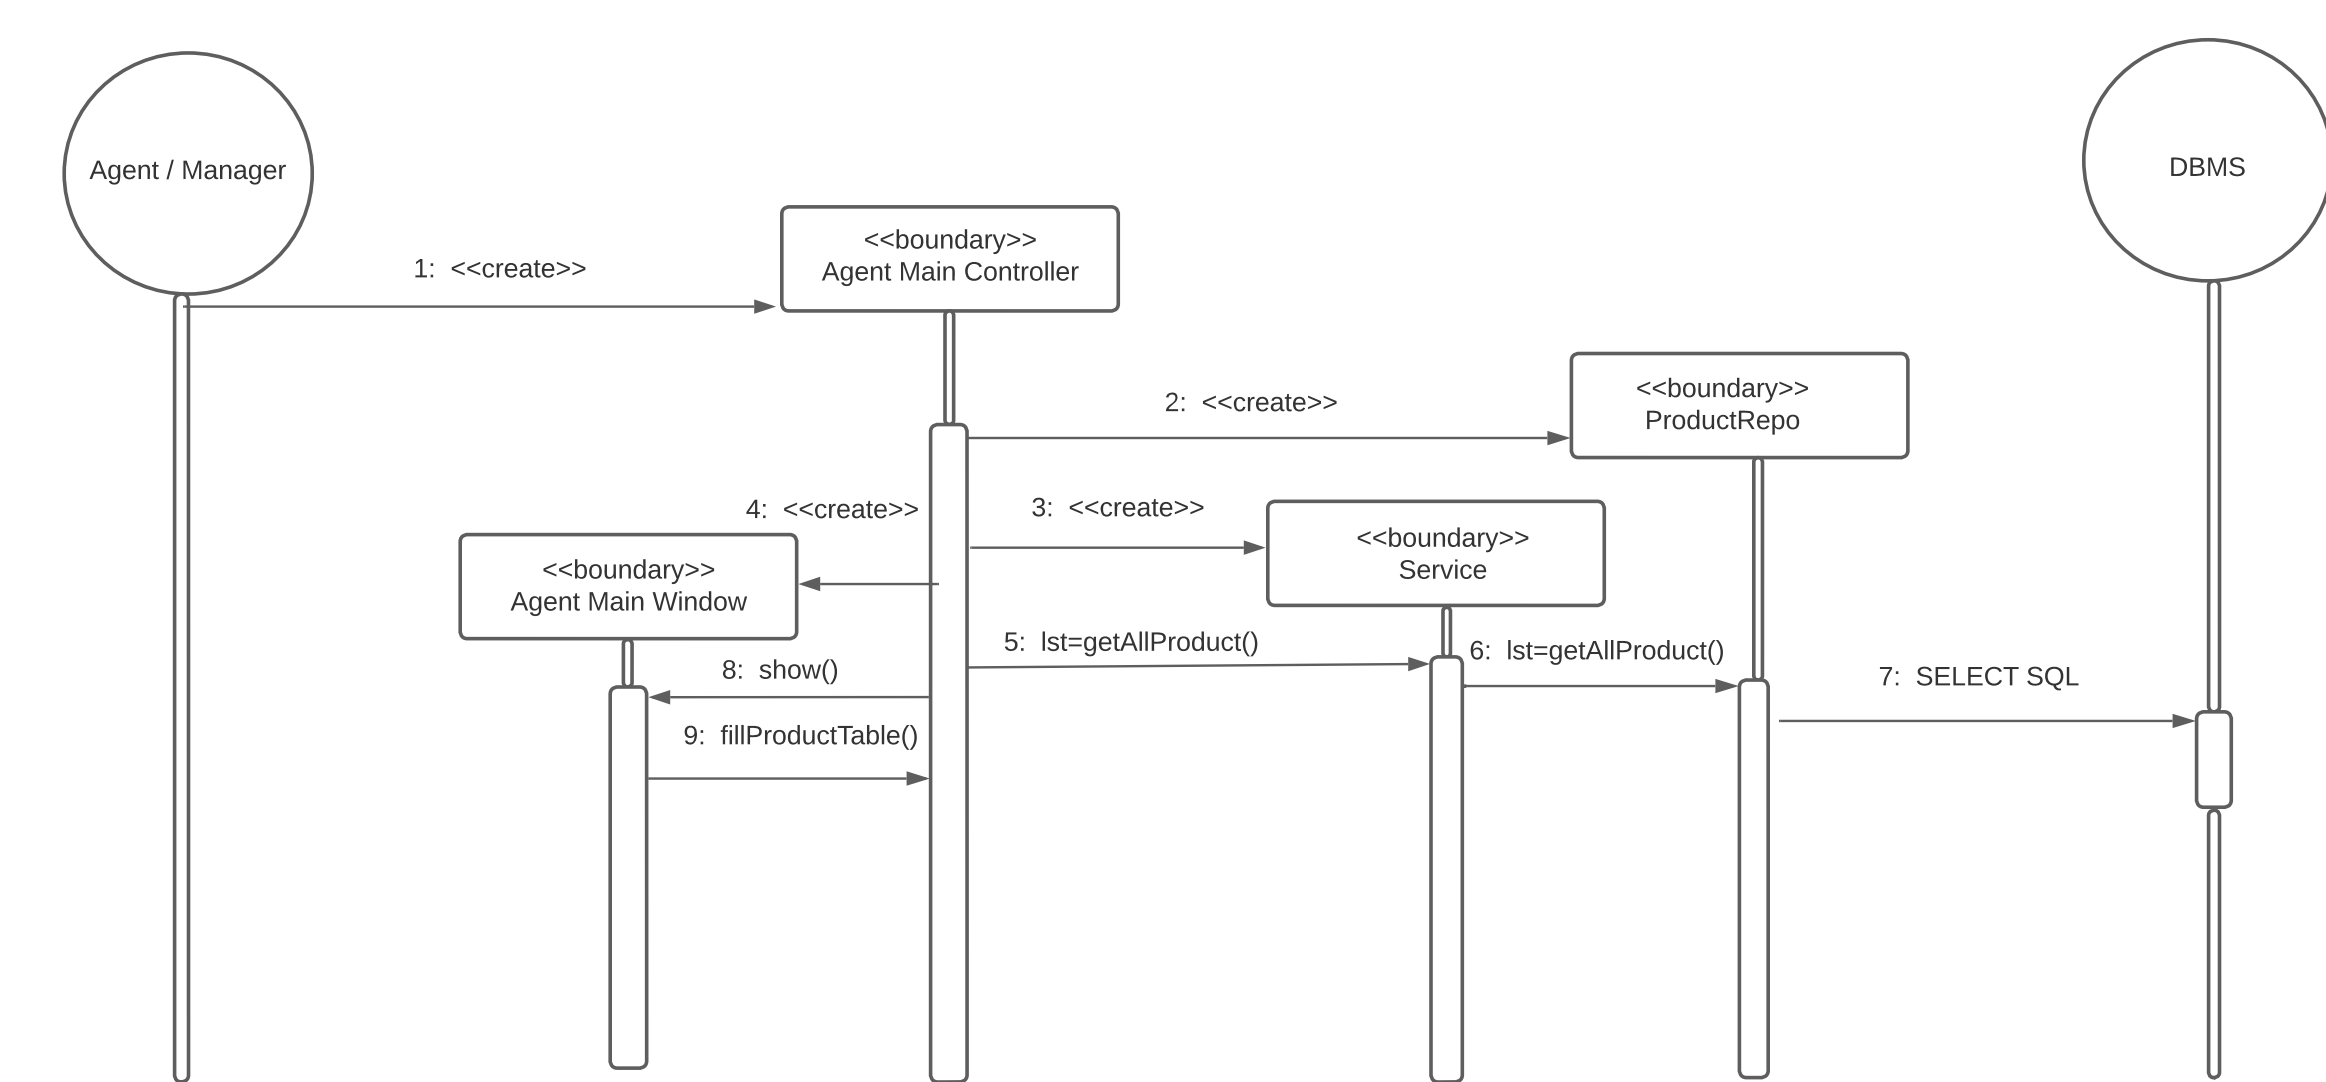 Agent / Manager
DBMS
<<boundary>>
Agent Main Controller
1:  <<create>>
<<boundary>>
ProductRepo
2:  <<create>>
4:  <<create>>
3:  <<create>>
<<boundary>>
Service
<<boundary>>
Agent Main Window
5:  lst=getAllProduct()
6:  lst=getAllProduct()
8:  show()
7:  SELECT SQL
9:  fillProductTable()